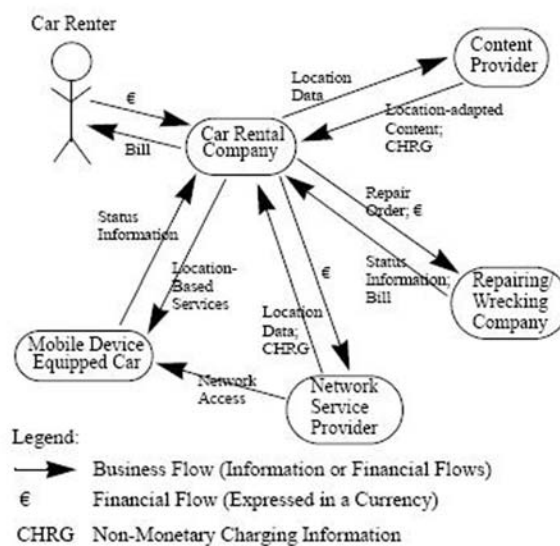 Car Renter
€
Bill
Car Rental
Company
Location
Data
Content
Provider
Location-adapted
Content;
CHRG
Status
Information
Location-
Based
Services
€
Repair
Order; €
Status
Information;
Bill
Repairing/
Wrecking
Company
Location
Data;
CHRG
Mobile Device
Equipped Car
Network
Access
Network
Service
Provider
Legend:
Business Flow (Information or Financial Flows)
€ Financial Flow (Expressed in a Currency)
CHRG Non-Monetary Charging Information